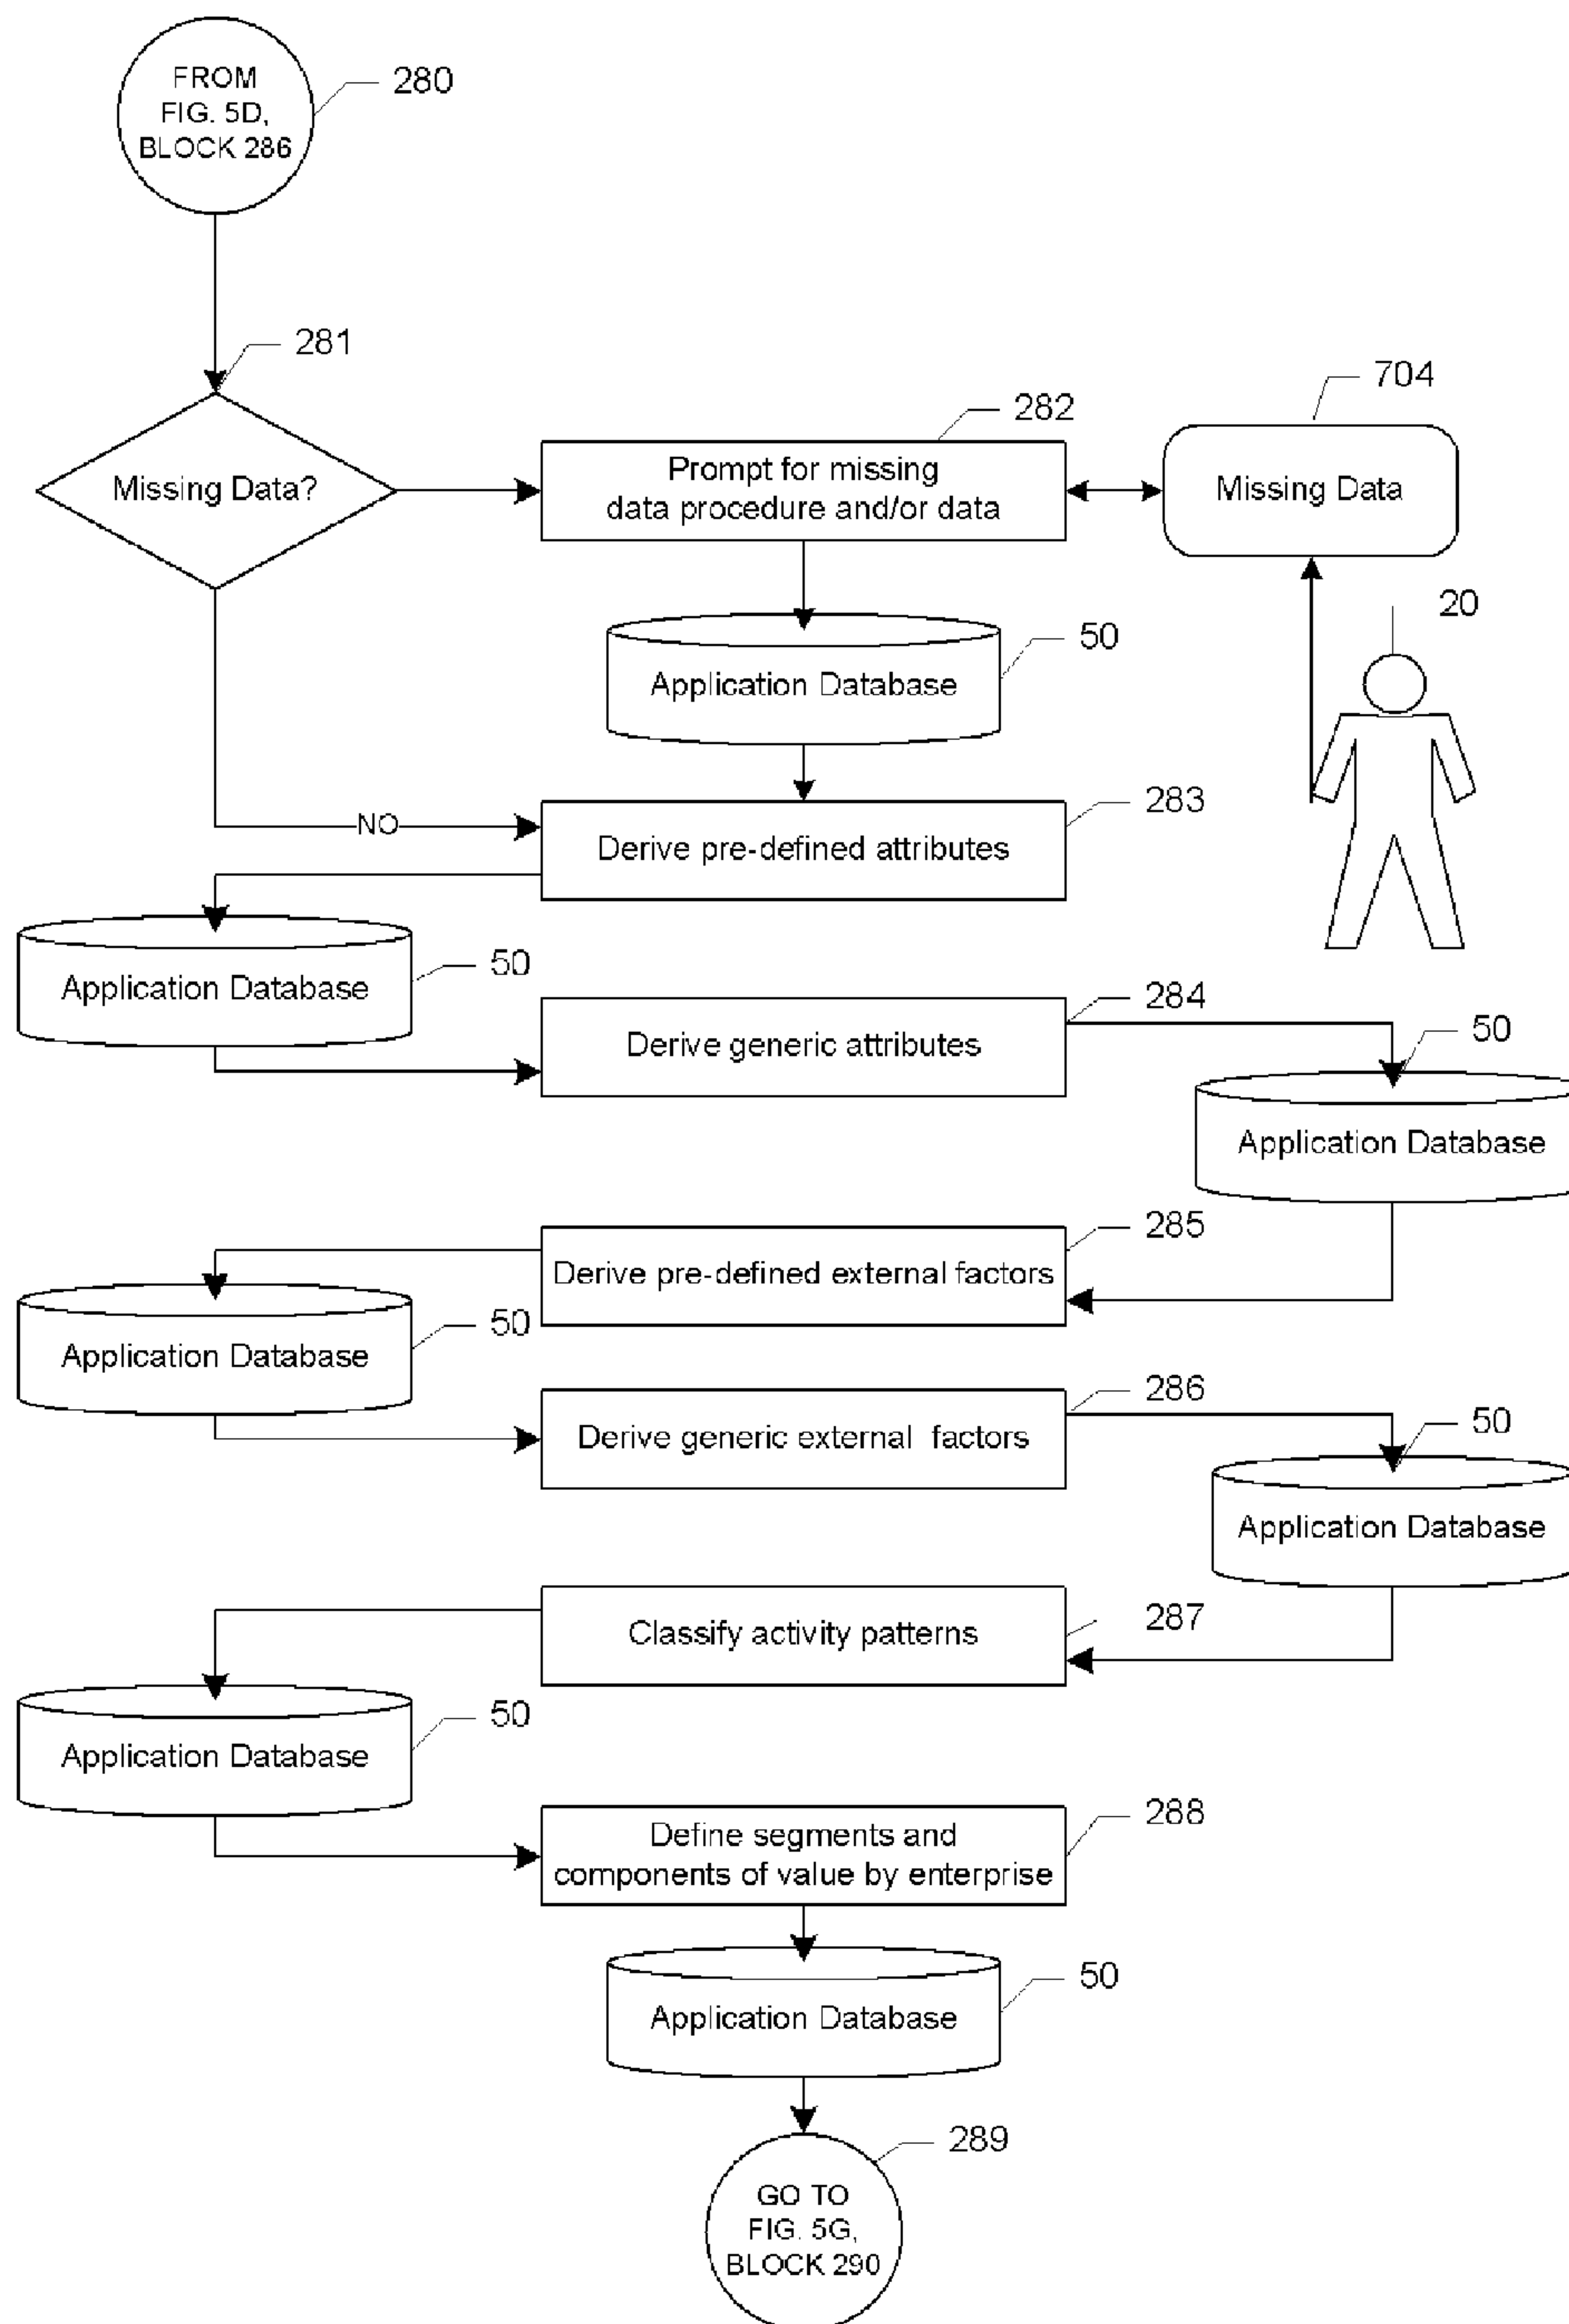 FROM
FIG. 5D,
BLOCK 286
280
281
Missing Data?
282
Prompt for missing
data procedure and/or data
704
Missing Data
20
50
Application Database
NO
283
Derive pre-defined attributes
50
Application Database
284
Derive generic attributes
50
Application Database
285
Derive pre-defined external factors
50
Application Database
286
Derive generic external factors
50
Application Database
287
Classify activity patterns
50
Application Database
288
Define segments and
components of value by enterprise
50
Application Database
289
GO TO
FIG. 5G,
BLOCK 290